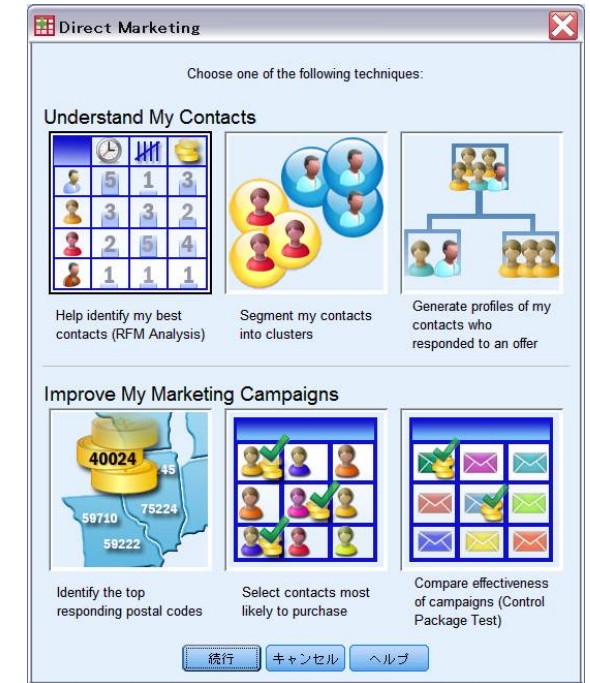 Direct Marketing
Choose one of the following techniques:
Understand My Contacts
5 1 3
3 3 2
2 5 4
1 1 1
Help identify my best
contacts (RFM Analysis)
Segment my contacts
into clusters
Generate profiles of my
contacts who
responded to an offer
Improve My Marketing Campaigns
40024
45
59710
75224
59222
Identify the top
responding postal codes
Select contacts most
likely to purchase
Compare effectiveness
of campaigns (Control
Package Test)
続行
キャンセル
ヘルプ